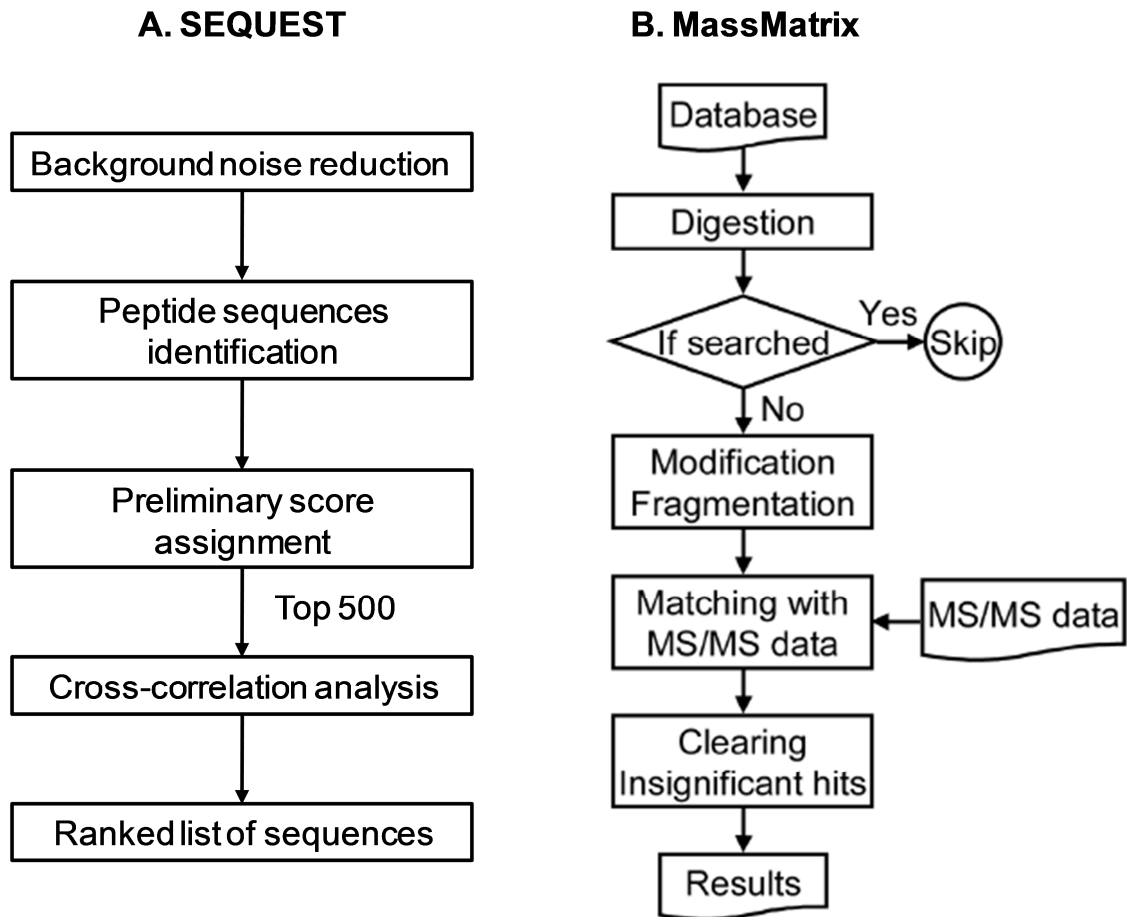 A. SEQUEST
Background noise reduction
Peptide sequences
identification
Preliminary score
assignment
Top 500
Cross-correlation analysis
Ranked list of sequences
B. MassMatrix
Database
Digestion
If searched
Yes
Skip
No
Modification
Fragmentation
Matching with
MS/MS data
MS/MS data
Clearing
Insignificant hits
Results